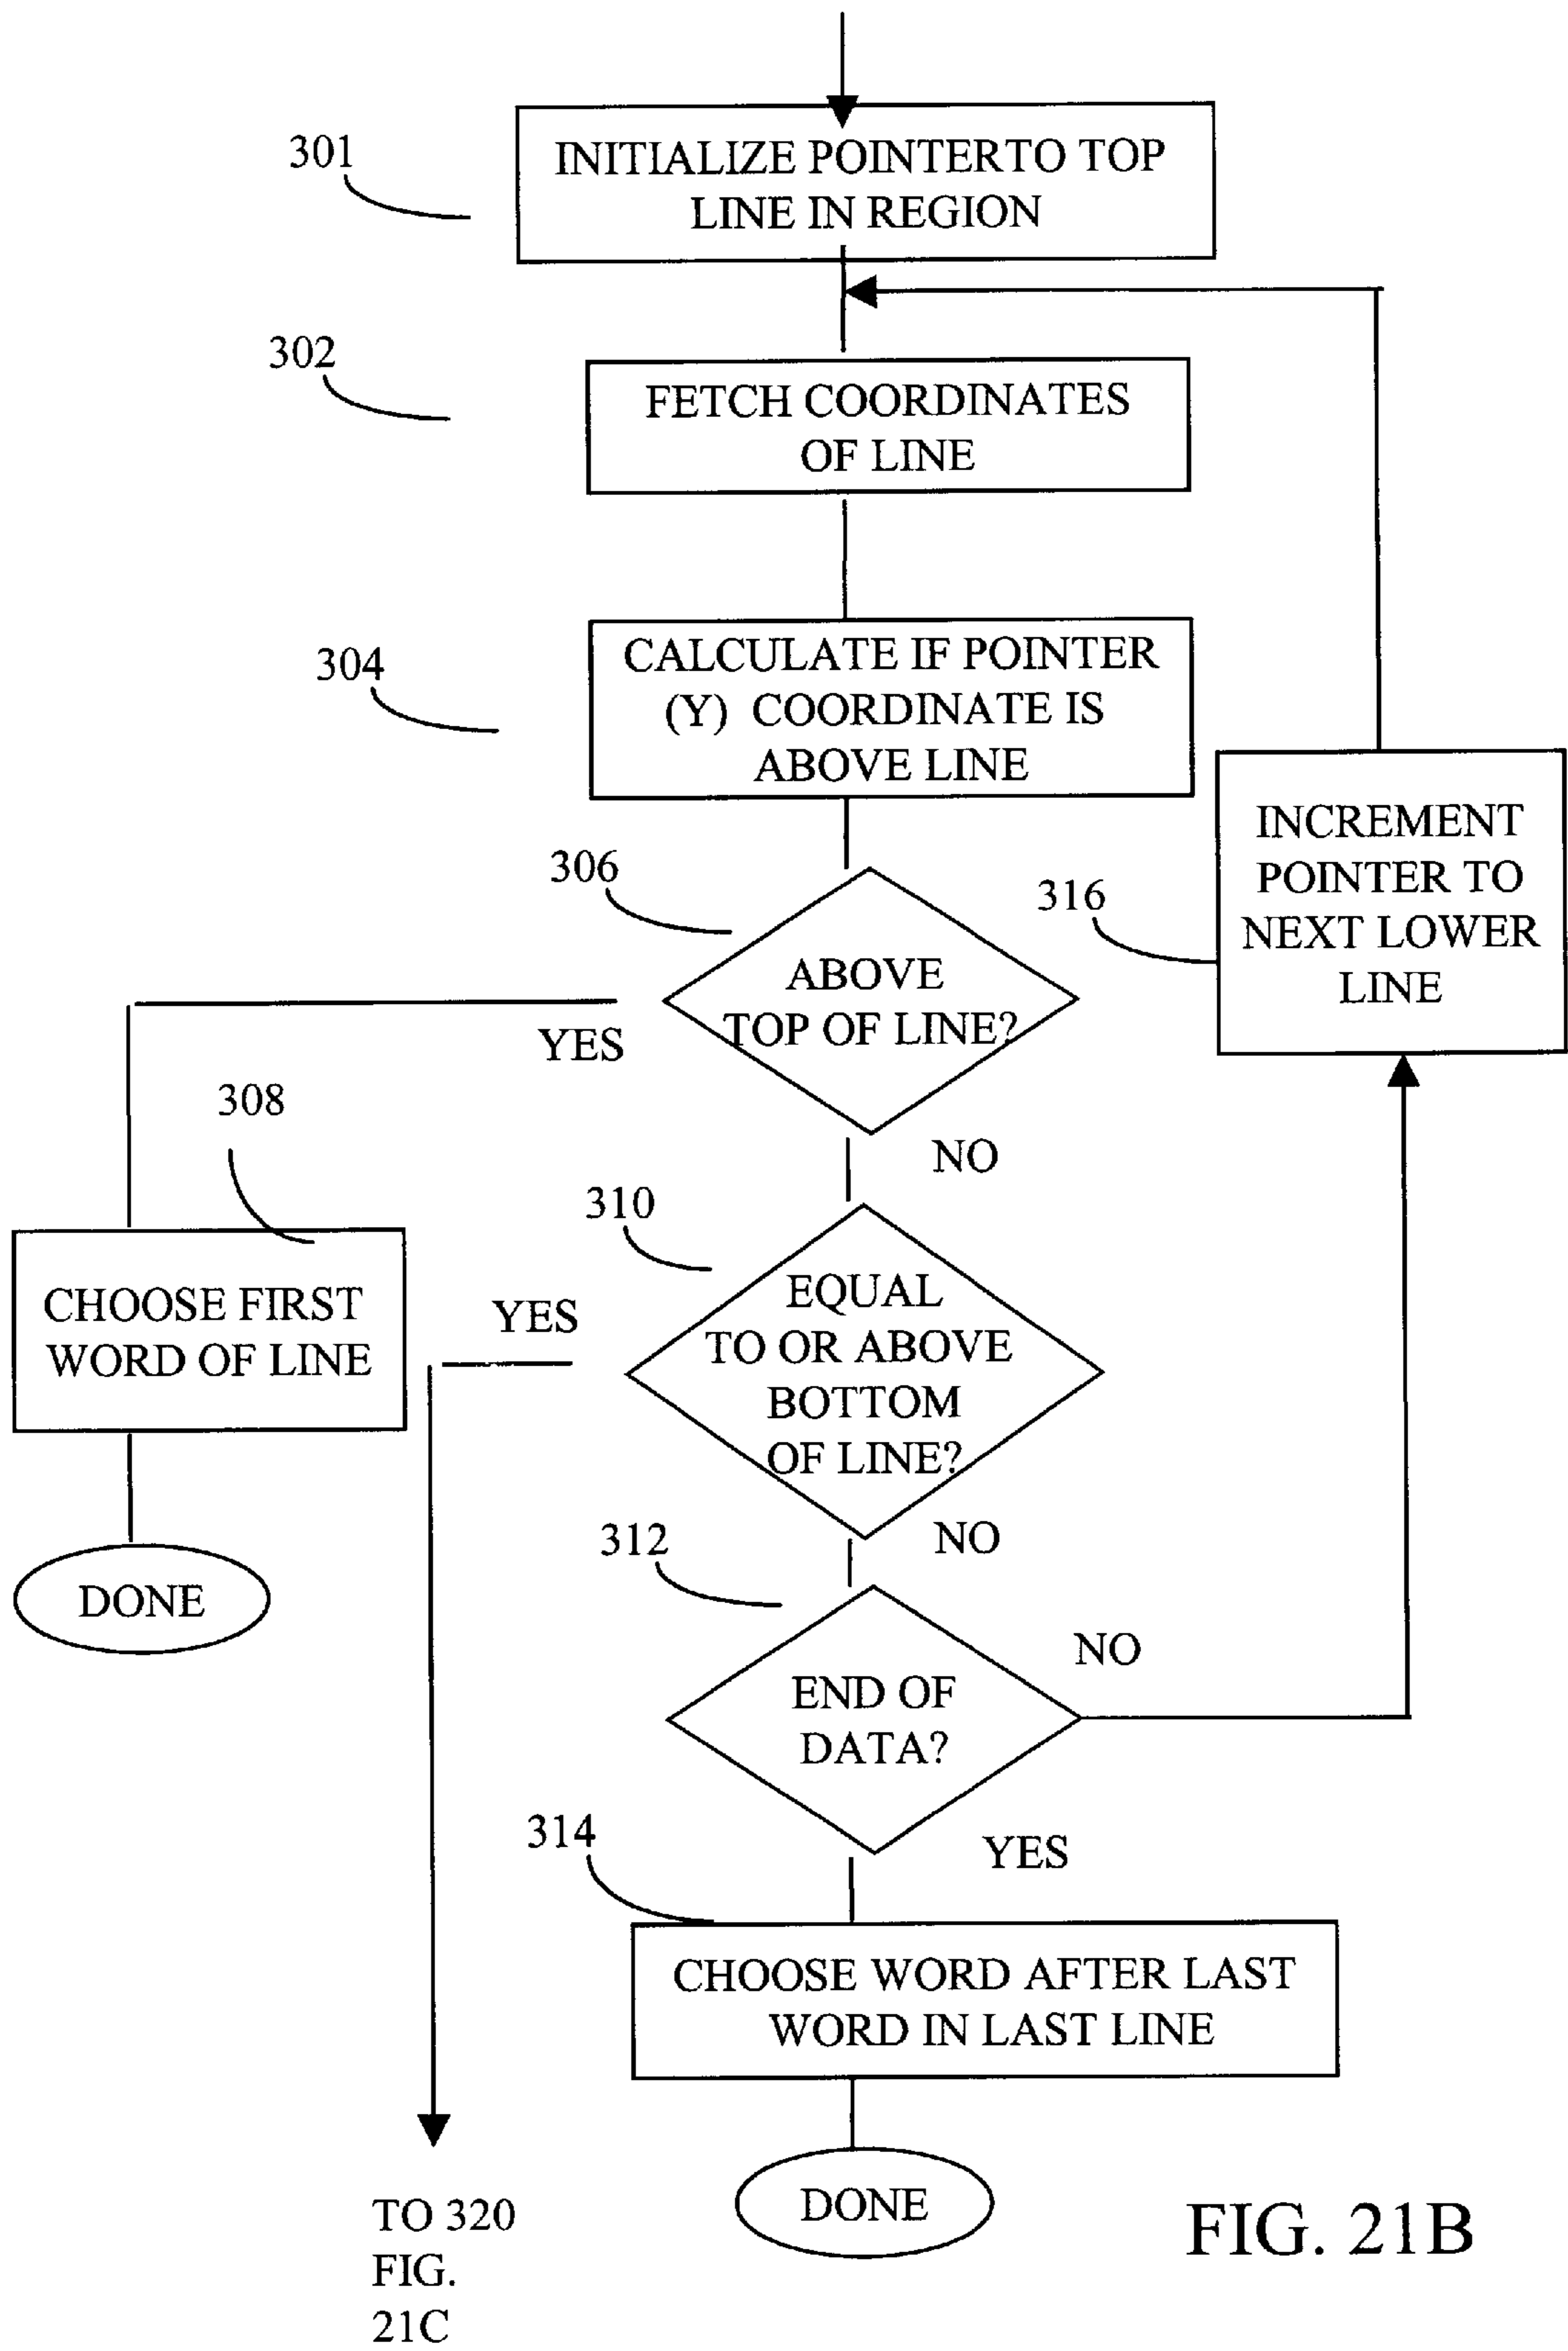 301
INITIALIZE POINTERTO TOP
LINE IN REGION
302
FETCH COORDINATES
OF LINE
304
CALCULATE IF POINTER
(Y) COORDINATE IS
ABOVE LINE
306
ABOVE
TOP OF LINE?
YES
NO
316
INCREMENT
POINTER TO
NEXT LOWER
LINE
308
CHOOSE FIRST
WORD OF LINE
DONE
310
EQUAL
TO OR ABOVE
BOTTOM
OF LINE?
YES
NO
312
END OF
DATA?
NO
YES
314
CHOOSE WORD AFTER LAST
WORD IN LAST LINE
DONE
TO 320
FIG.
21C
FIG. 21B